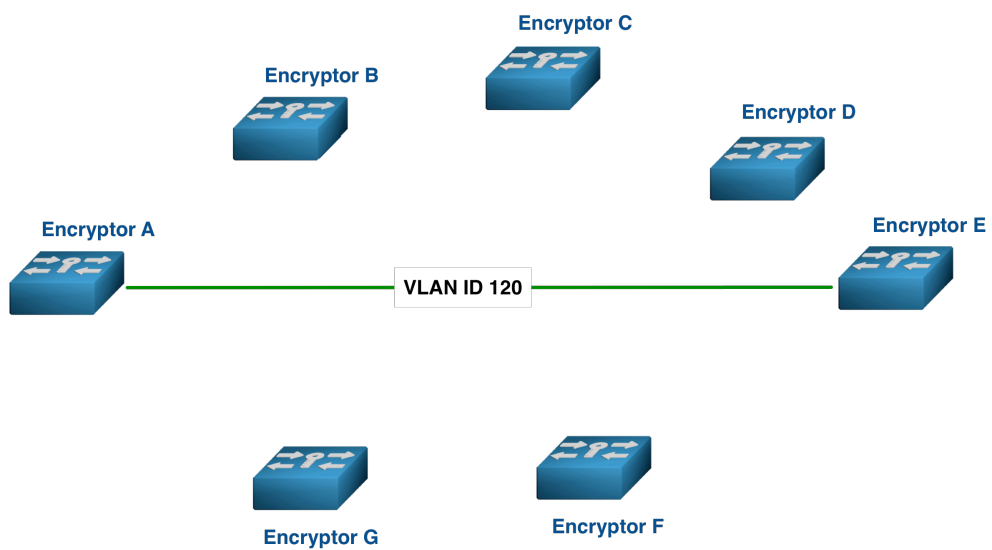 Encryptor C
Encryptor B
Encryptor D
Encryptor A
Encryptor E
VLAN ID 120
Encryptor F
Encryptor G